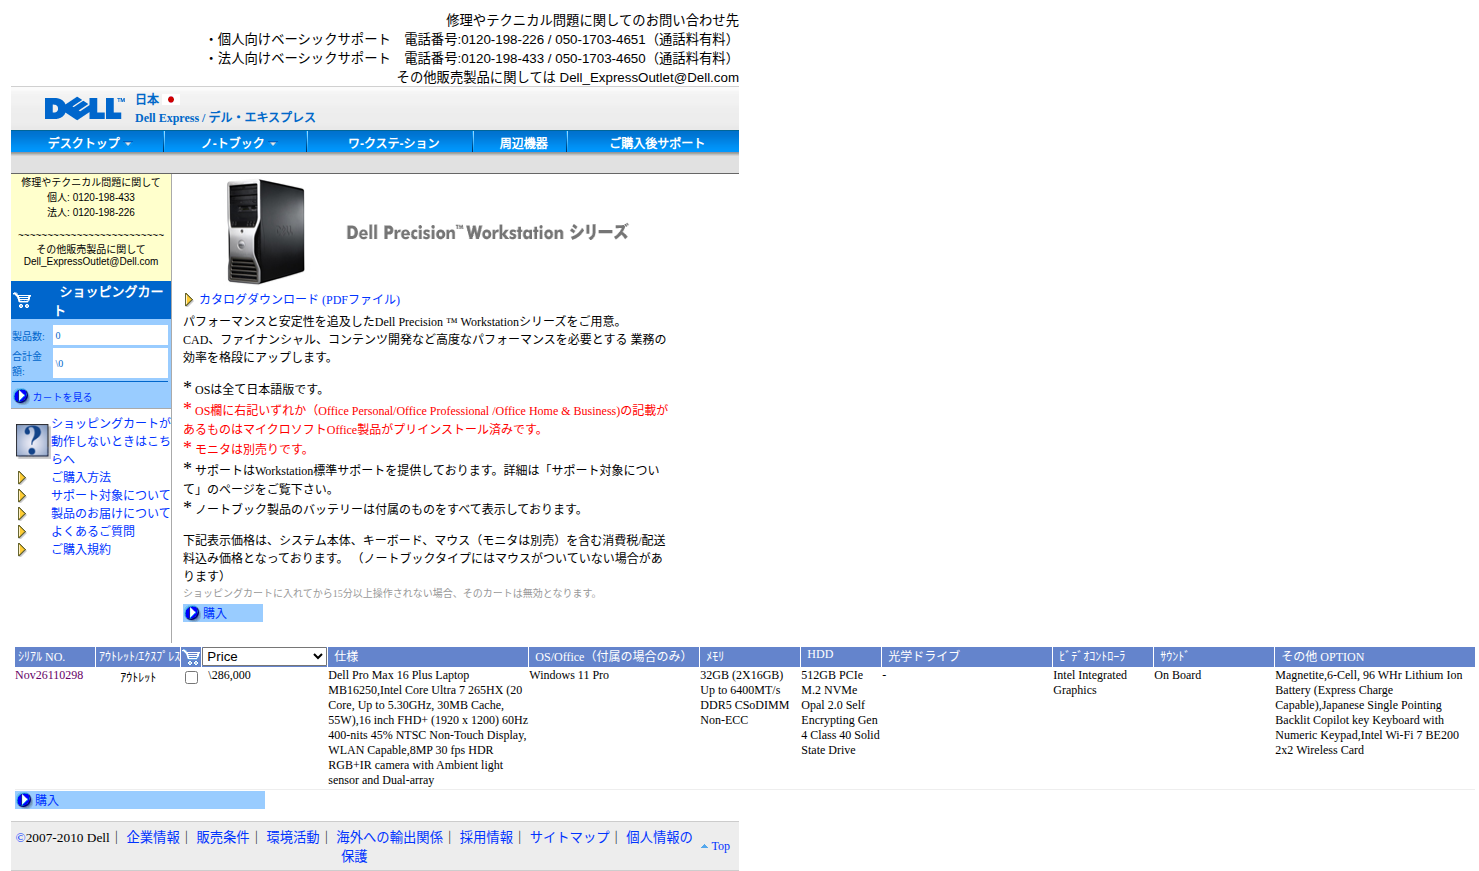 修理やテクニカル問題に関してのお問い合わせ先
・個人向けベーシックサポート　電話番号:0120-198-226 / 050-1703-4651（通話料有料）
・法人向けベーシックサポート　電話番号:0120-198-433 / 050-1703-4650（通話料有料）
その他販売製品に関しては Dell_ExpressOutlet@Dell.com
DELL™ 日本
Dell Express / デル・エキスプレス
デスクトップ ノ-トブック ワ-クステ-ション 周辺機器 ご購入後サポート
修理やテクニカル問題に関して
個人: 0120-198-433
法人: 0120-198-226
~~~~~~~~~~~~~~~~~~~~~~~~~
その他販売製品に関して
Dell_ExpressOutlet@Dell.com
ショッピングカー
ト
製品数: 0
合計金
額: \0
カートを見る
ショッピングカートが
動作しないときはこち
らへ
ご購入方法
サポート対象について
製品のお届けについて
よくあるご質問
ご購入規約
Dell Precision™ Workstation シリーズ
カタログダウンロード (PDFファイル)
パフォーマンスと安定性を追及したDell Precision ™ Workstationシリーズをご用意。
CAD、ファイナンシャル、コンテンツ開発など高度なパフォーマンスを必要とする 業務の
効率を格段にアップします。
* OSは全て日本語版です。
* OS欄に右記いずれか（Office Personal/Office Professional /Office Home & Business)の記載が
あるものはマイクロソフトOffice製品がプリインストール済みです。
* モニタは別売りです。
* サポートはWorkstation標準サポートを提供しております。詳細は「サポート対象につい
て」のページをご覧下さい。
* ノートブック製品のバッテリーは付属のものをすべて表示しております。
下記表示価格は、システム本体、キーボード、マウス（モニタは別売）を含む消費税/配送
料込み価格となっております。 （ノートブックタイプにはマウスがついていない場合があ
ります）
ショッピングカートに入れてから15分以上操作されない場合、そのカートは無効となります。
購入
ｼﾘｱﾙ NO. ｱｳﾄﾚｯﾄ/ｴｸｽﾌﾟﾚｽ Price 仕様 OS/Office（付属の場合のみ） ﾒﾓﾘ HDD 光学ドライブ ﾋﾞﾃﾞｵｺﾝﾄﾛｰﾗ ｻｳﾝﾄﾞ その他 OPTION
Nov26110298 ｱｳﾄﾚｯﾄ \286,000 Dell Pro Max 16 Plus Laptop Windows 11 Pro 32GB (2X16GB) 512GB PCIe - Intel Integrated On Board Magnetite,6-Cell, 96 WHr Lithium Ion
MB16250,Intel Core Ultra 7 265HX (20 Up to 6400MT/s M.2 NVMe Graphics Battery (Express Charge
Core, Up to 5.30GHz, 30MB Cache, DDR5 CSoDIMM Opal 2.0 Self Capable),Japanese Single Pointing
55W),16 inch FHD+ (1920 x 1200) 60Hz Non-ECC Encrypting Gen Backlit Copilot key Keyboard with
400-nits 45% NTSC Non-Touch Display, 4 Class 40 Solid Numeric Keypad,Intel Wi-Fi 7 BE200
WLAN Capable,8MP 30 fps HDR State Drive 2x2 Wireless Card
RGB+IR camera with Ambient light
sensor and Dual-array
購入
©2007-2010 Dell｜ 企業情報｜ 販売条件｜ 環境活動｜ 海外への輸出関係｜ 採用情報｜ サイトマップ｜ 個人情報の
保護 Top